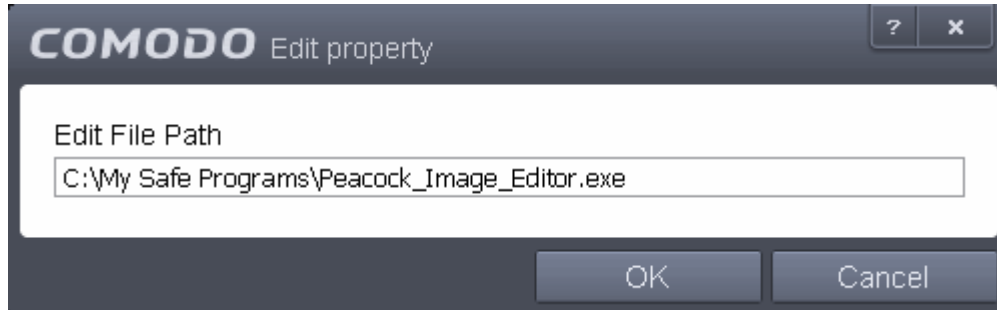 COMODO Edit property ? x
Edit File Path
C:\My Safe Programs\Peacock_Image_Editor.exe
OK Cancel